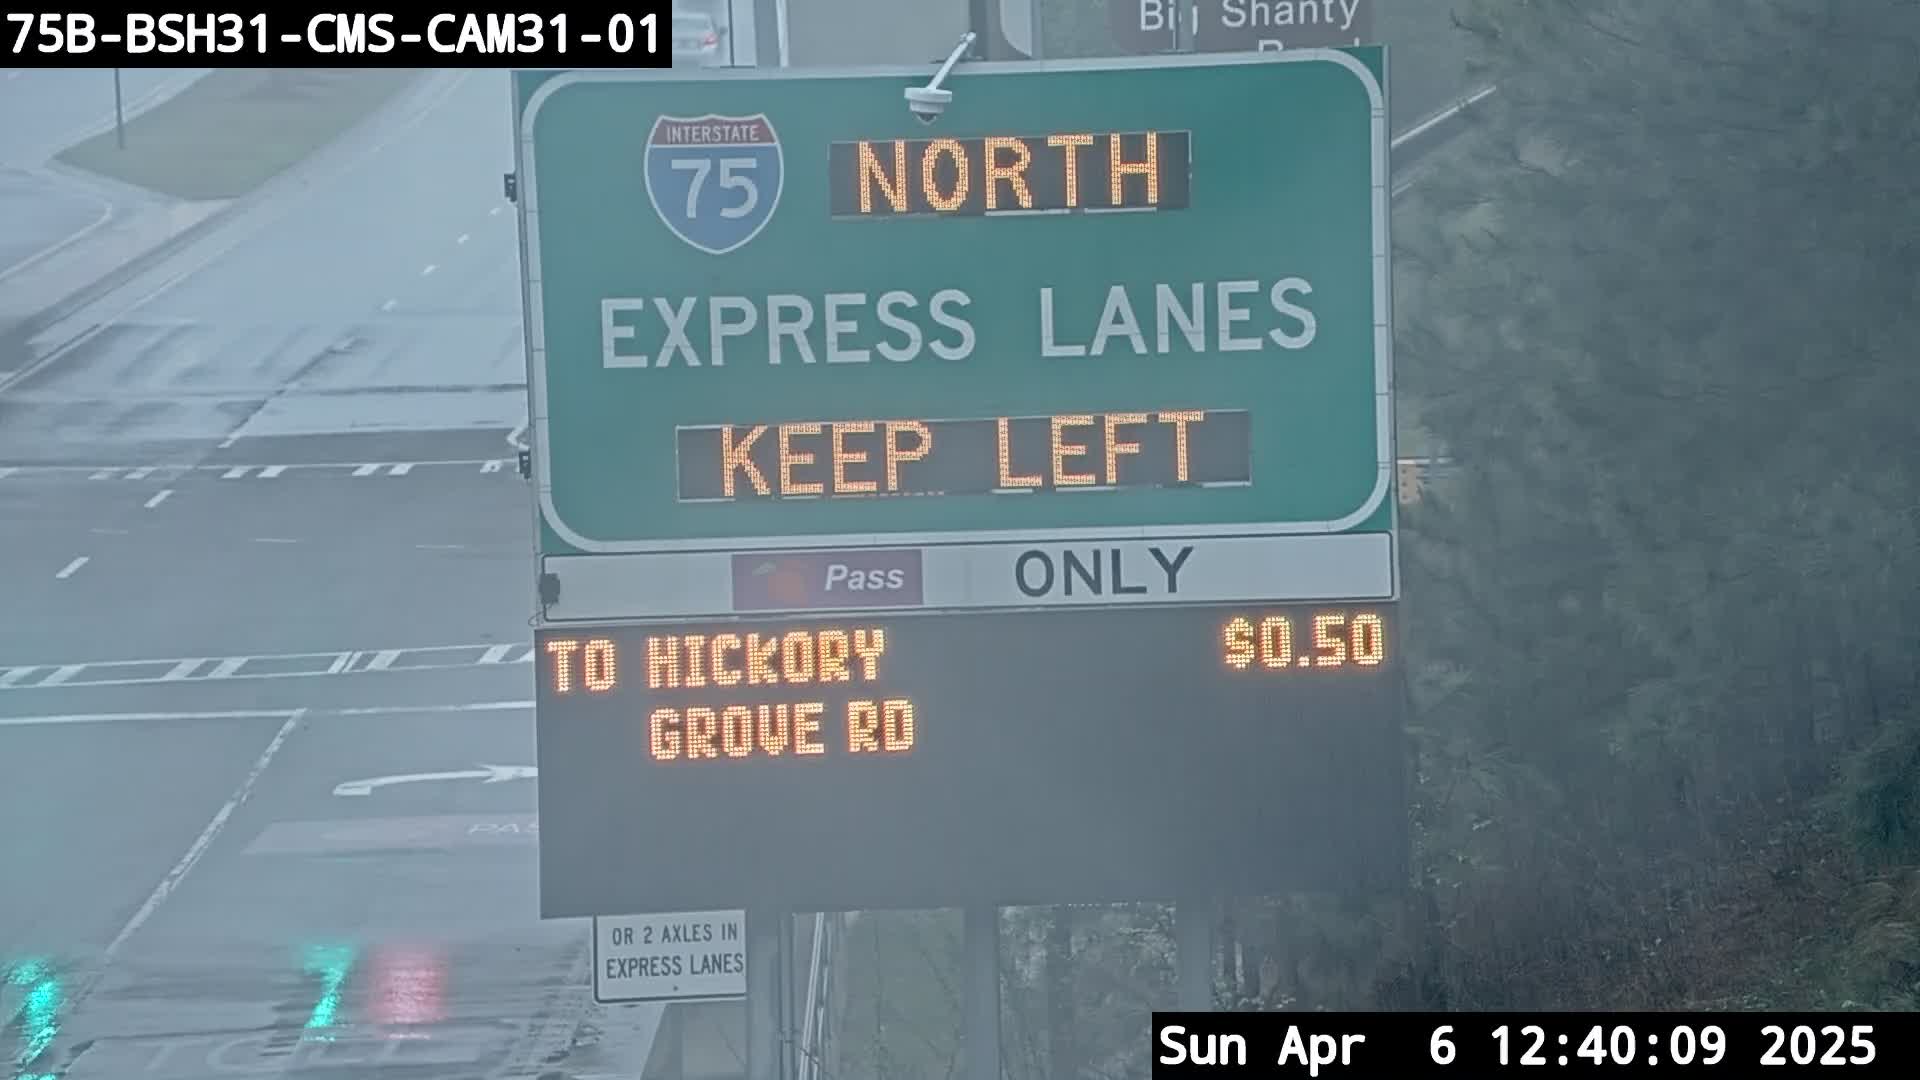 75B-BSH31-CMS-CAM31-01
Big Shanty
INTERSTATE
75
NORTH
EXPRESS LANES
KEEP LEFT
Pass ONLY
TO HICKORY $0.50
GROVE RD
OR 2 AXLES IN
EXPRESS LANES
Sun Apr 6 12:40:09 2025